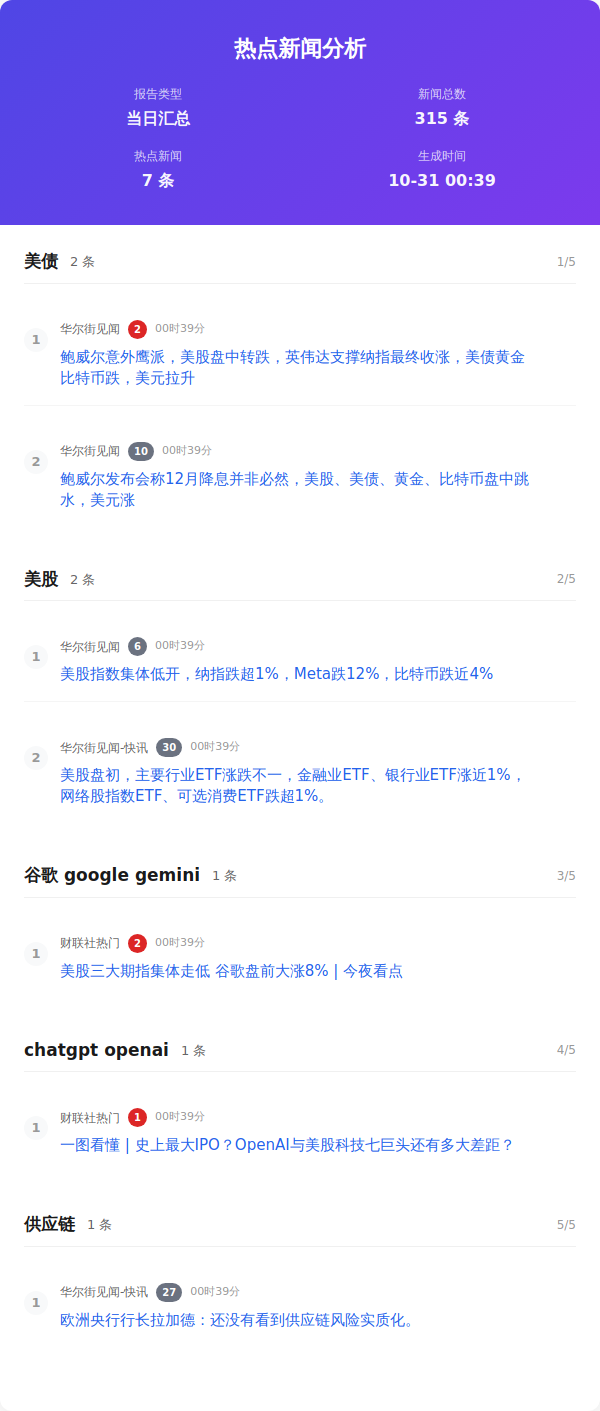 热点新闻分析
报告类型
新闻总数
当日汇总
315 条
热点新闻
生成时间
7 条
10-31 00:39
美债 2 条 1/5
1
华尔街见闻 2 00时39分
鲍威尔意外鹰派，美股盘中转跌，英伟达支撑纳指最终收涨，美债黄金
比特币跌，美元拉升
2
华尔街见闻 10 00时39分
鲍威尔发布会称12月降息并非必然，美股、美债、黄金、比特币盘中跳
水，美元涨
美股 2 条 2/5
1
华尔街见闻 6 00时39分
美股指数集体低开，纳指跌超1%，Meta跌12%，比特币跌近4%
2
华尔街见闻-快讯 30 00时39分
美股盘初，主要行业ETF涨跌不一，金融业ETF、银行业ETF涨近1%，
网络股指数ETF、可选消费ETF跌超1%。
谷歌 google gemini 1 条 3/5
1
财联社热门 2 00时39分
美股三大期指集体走低 谷歌盘前大涨8% | 今夜看点
chatgpt openai 1 条 4/5
1
财联社热门 1 00时39分
一图看懂 | 史上最大IPO？OpenAI与美股科技七巨头还有多大差距？
供应链 1 条 5/5
1
华尔街见闻-快讯 27 00时39分
欧洲央行行长拉加德：还没有看到供应链风险实质化。